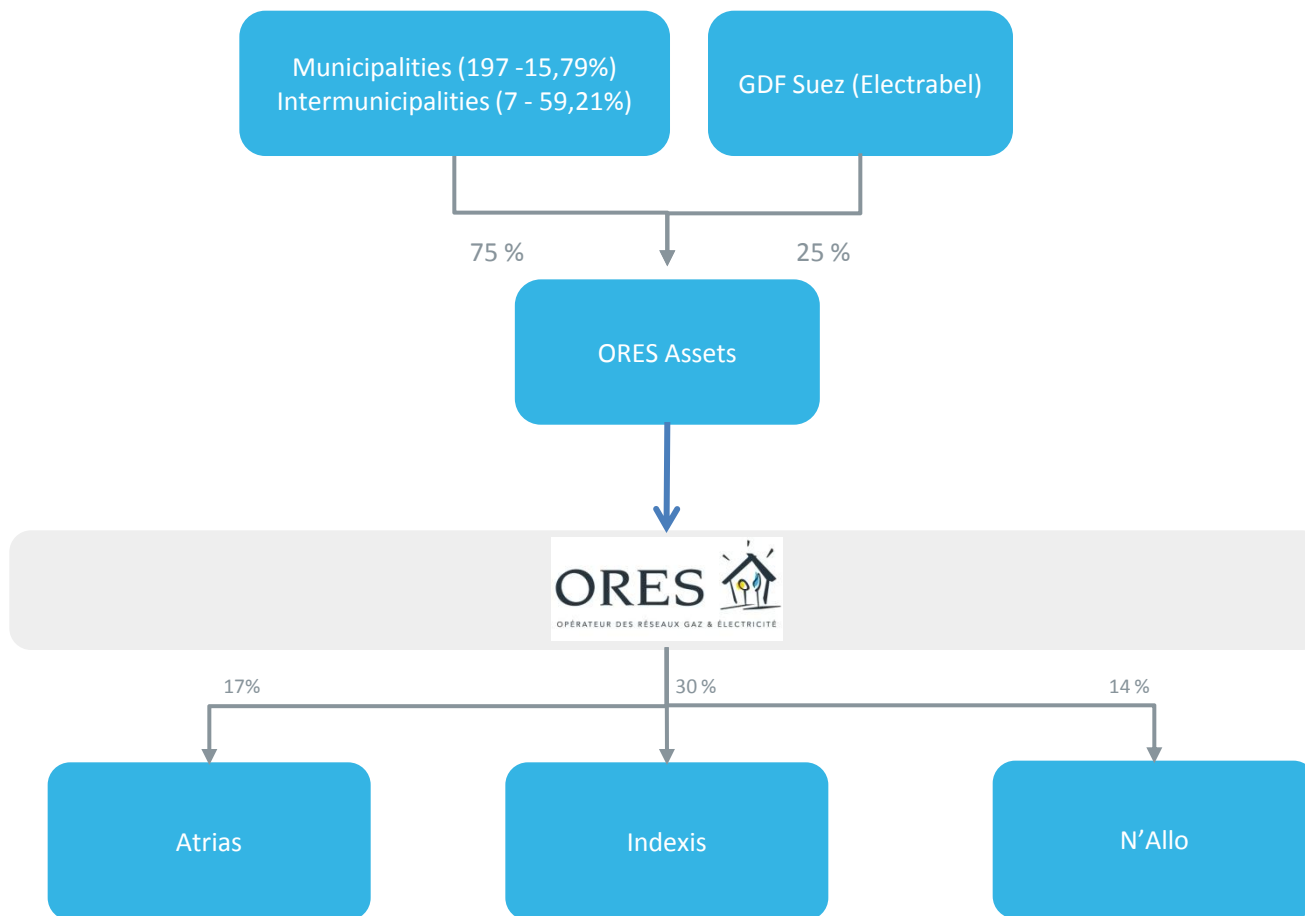 Municipalities (197 -15,79%)
Intermunicipalities (7 - 59,21%)
GDF Suez (Electrabel)
75 %
25 %
ORES Assets
ORES
OPÉRATEUR DES RÉSEAUX GAZ & ÉLECTRICITÉ
17%
30 %
14 %
Atrias
Indexis
N'Allo